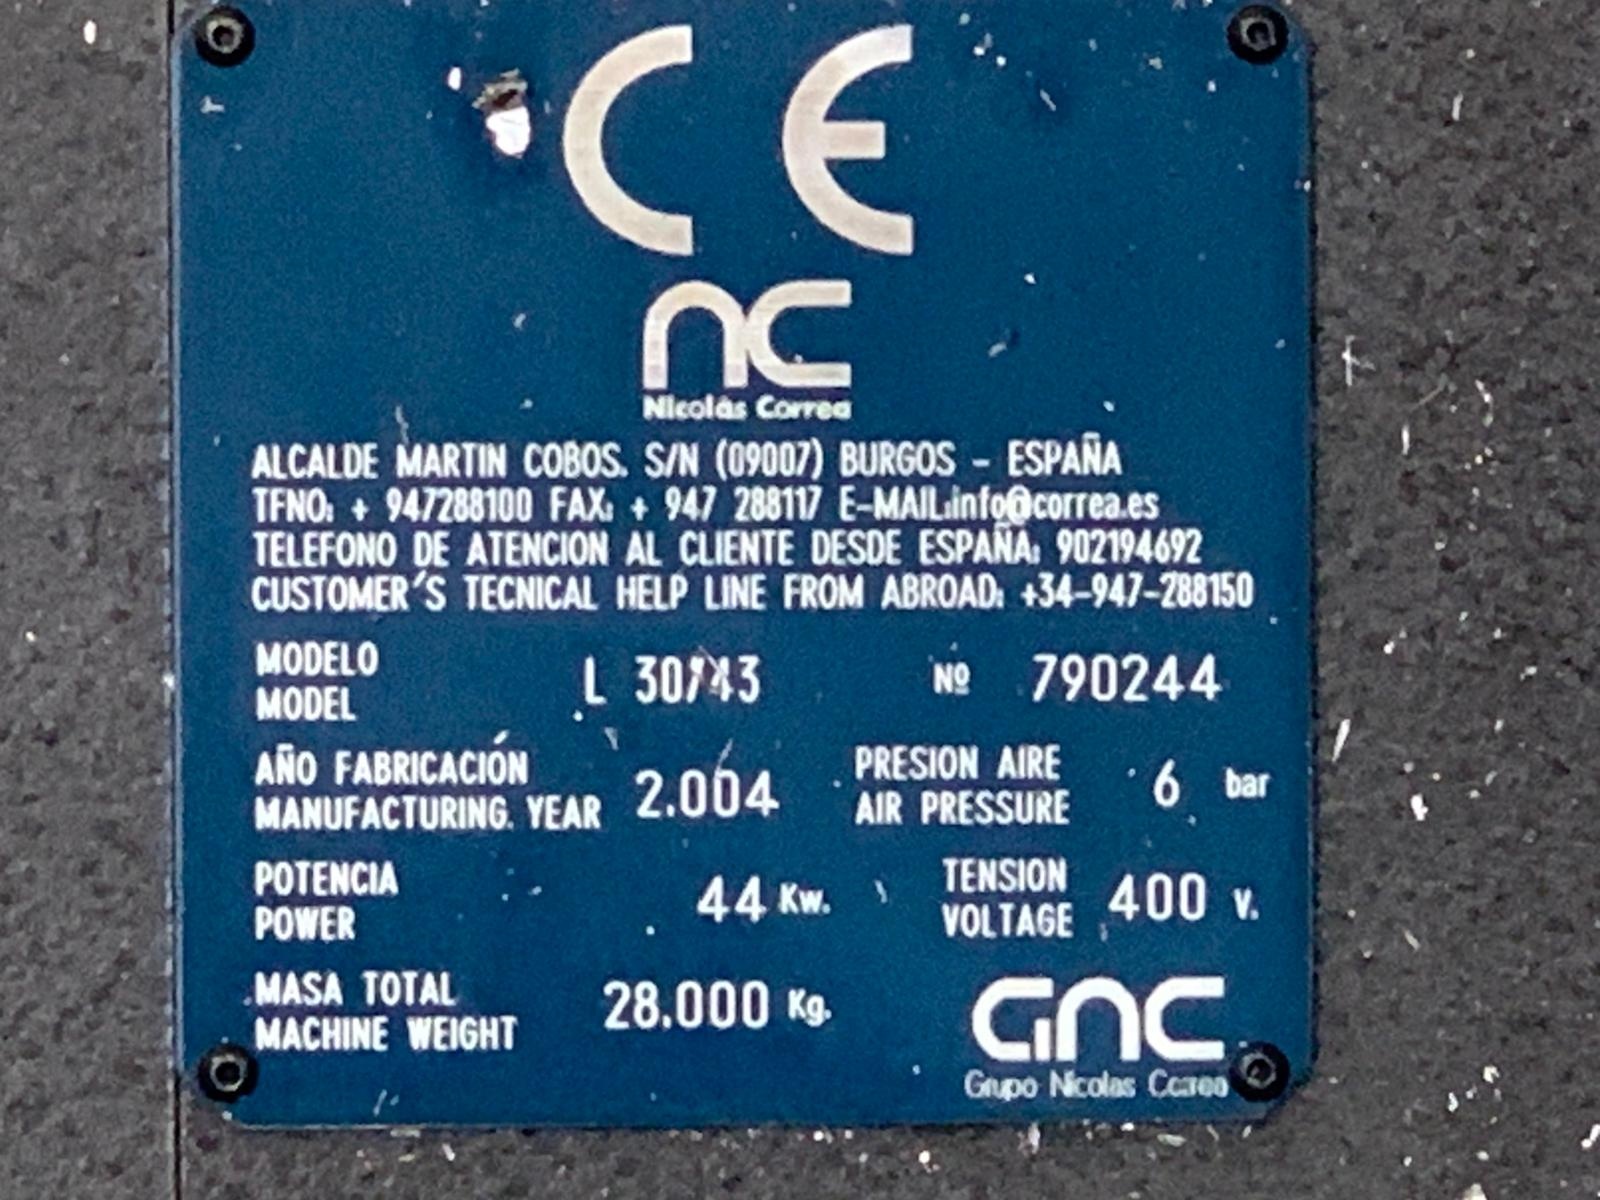 CE
nc
Nicolás Correa
ALCALDE MARTIN COBOS. S/N (09007) BURGOS - ESPAÑA
TFNO: + 947288100 FAX: + 947 288117 E-MAIL:info@correa.es
TELEFONO DE ATENCION AL CLIENTE DESDE ESPAÑA: 902194692
CUSTOMER´S TECNICAL HELP LINE FROM ABROAD: +34-947-288150
MODELO
MODEL
L 30/43 Nº 790244
AÑO FABRICACIÓN
MANUFACTURING. YEAR
2.004
PRESION AIRE
AIR PRESSURE
6 bar
POTENCIA
POWER
44 Kw.
TENSION
VOLTAGE
400 v.
MASA TOTAL
MACHINE WEIGHT
28.000 Kg.
GNC
Grupo Nicolas Correa